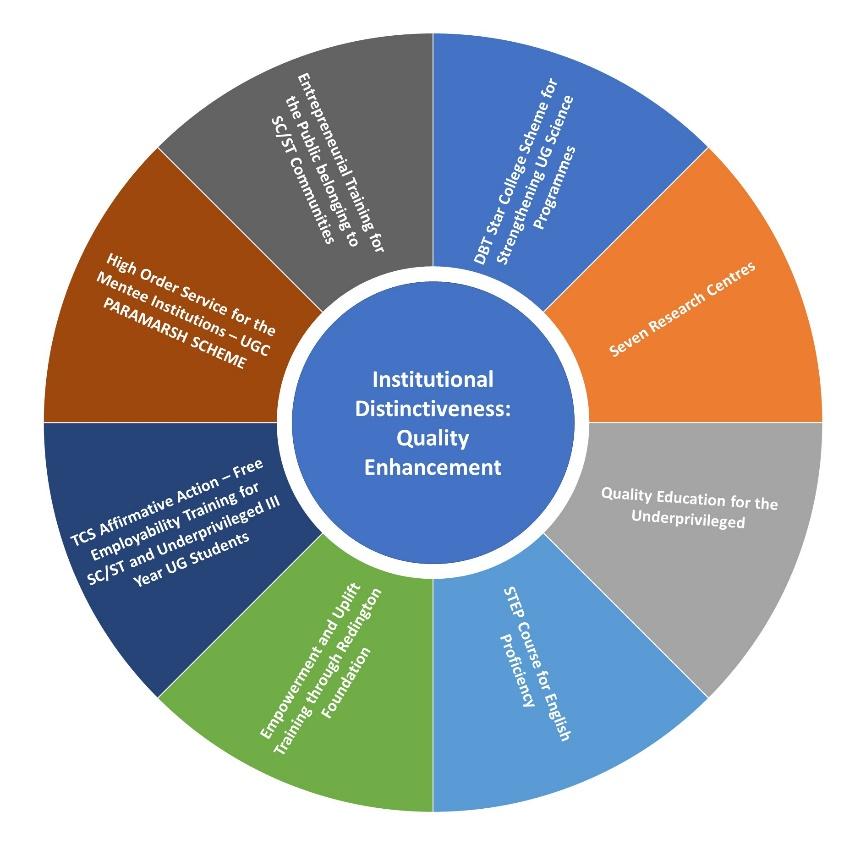 Institutional
Distinctiveness:
Quality
Enhancement
DBT Star College Scheme for
Strengthening UG Science
Programmes
Seven Research Centres
Quality Education for the
Underprivileged
STEP Course for English
Proficiency
Empowerment and Uplift
Training through Redington
Foundation
TCS Affirmative Action – Free
Employability Training for
SC/ST and Underprivileged III
Year UG Students
High Order Service for the
Mentee Institutions – UGC
PARAMARSH SCHEME
Entrepreneurial Training for
the Public belonging to
SC/ST Communities